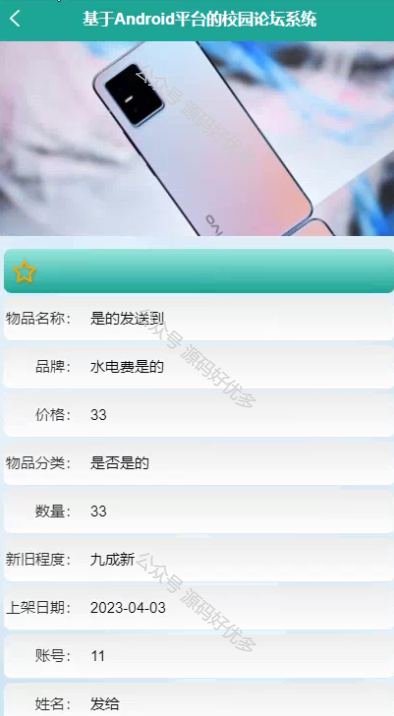 基于Android平台的校园论坛系统
公众号 源码好优多
vivo
物品名称： 是的发送到
品牌： 水电费是的
公众号 源码好优多
价格： 33
物品分类： 是否是的
数量： 33
新旧程度： 九成新
公众号 源码好优多
上架日期： 2023-04-03
账号： 11
姓名： 发给